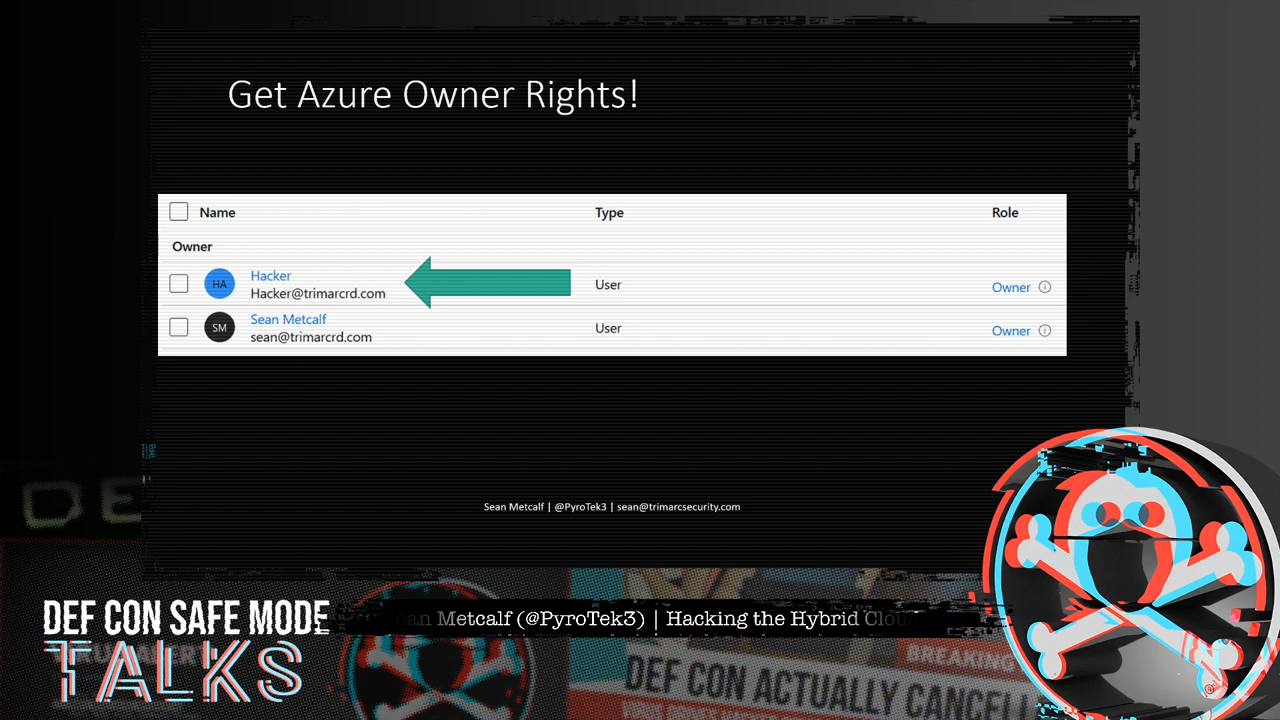 Get Azure Owner Rights!
Name Type Role
Owner
HA Hacker User Owner
Hacker@trimarcrd.com
SM Sean Metcalf User Owner
sean@trimarcrd.com
Sean Metcalf | @PyroTek3 | sean@trimarcsecurity.com
DE
DEF CON SAFE MODE
TALKS
Metcalf (@PyroTek3) | Hacking the Hybrid
BREAKING
DEF CON ACTUALLY